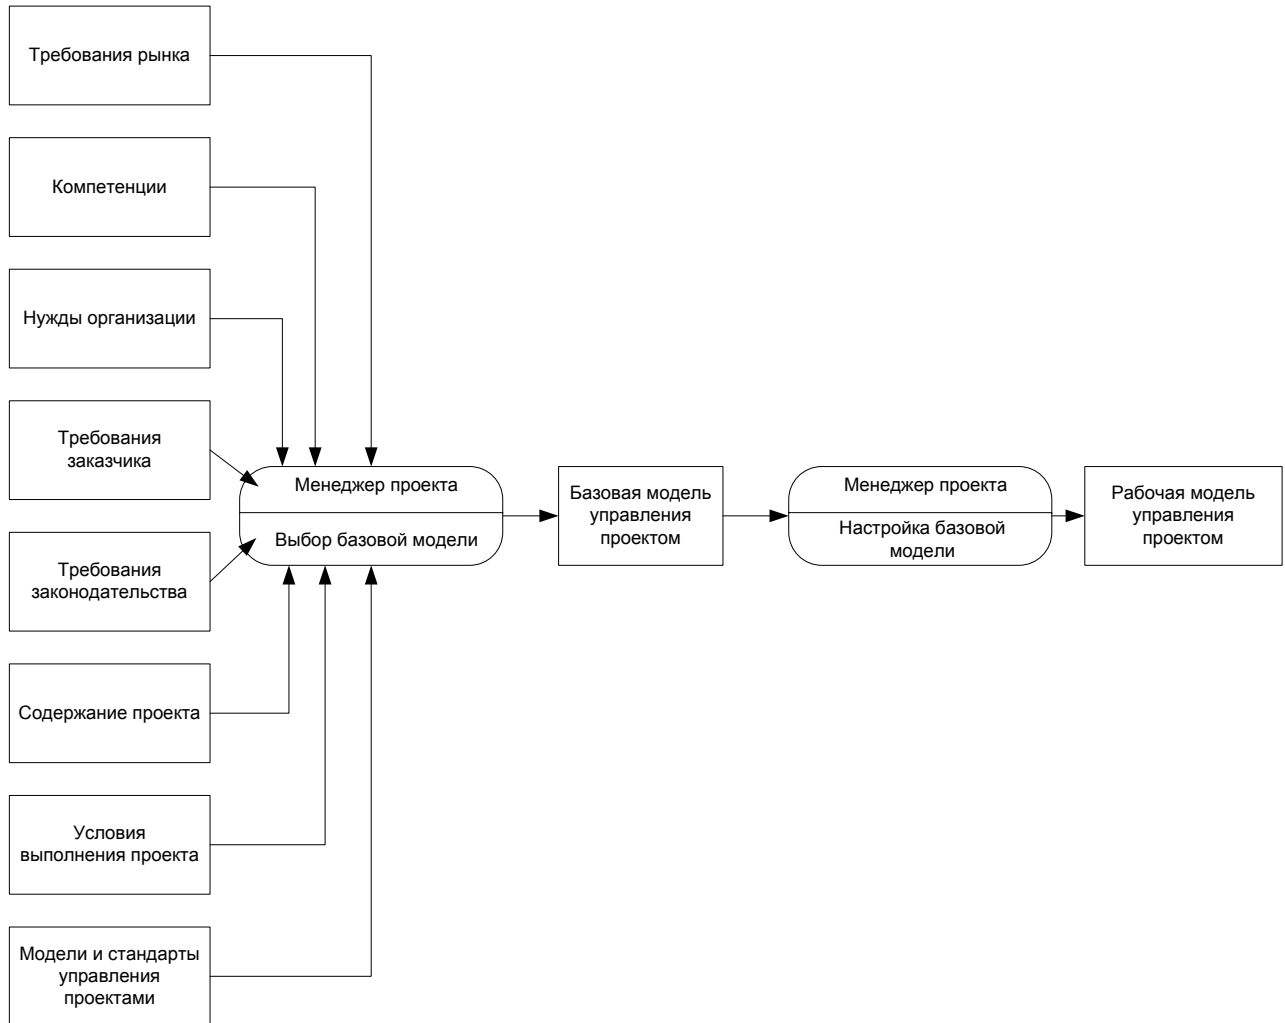 Требования рынка
Компетенции
Нужды организации
Требования
заказчика
Требования
законодательства
Содержание проекта
Условия
выполнения проекта
Модели и стандарты
управления
проектами
Менеджер проекта
Выбор базовой модели
Базовая модель
управления
проектом
Менеджер проекта
Настройка базовой
модели
Рабочая модель
управления
проектом